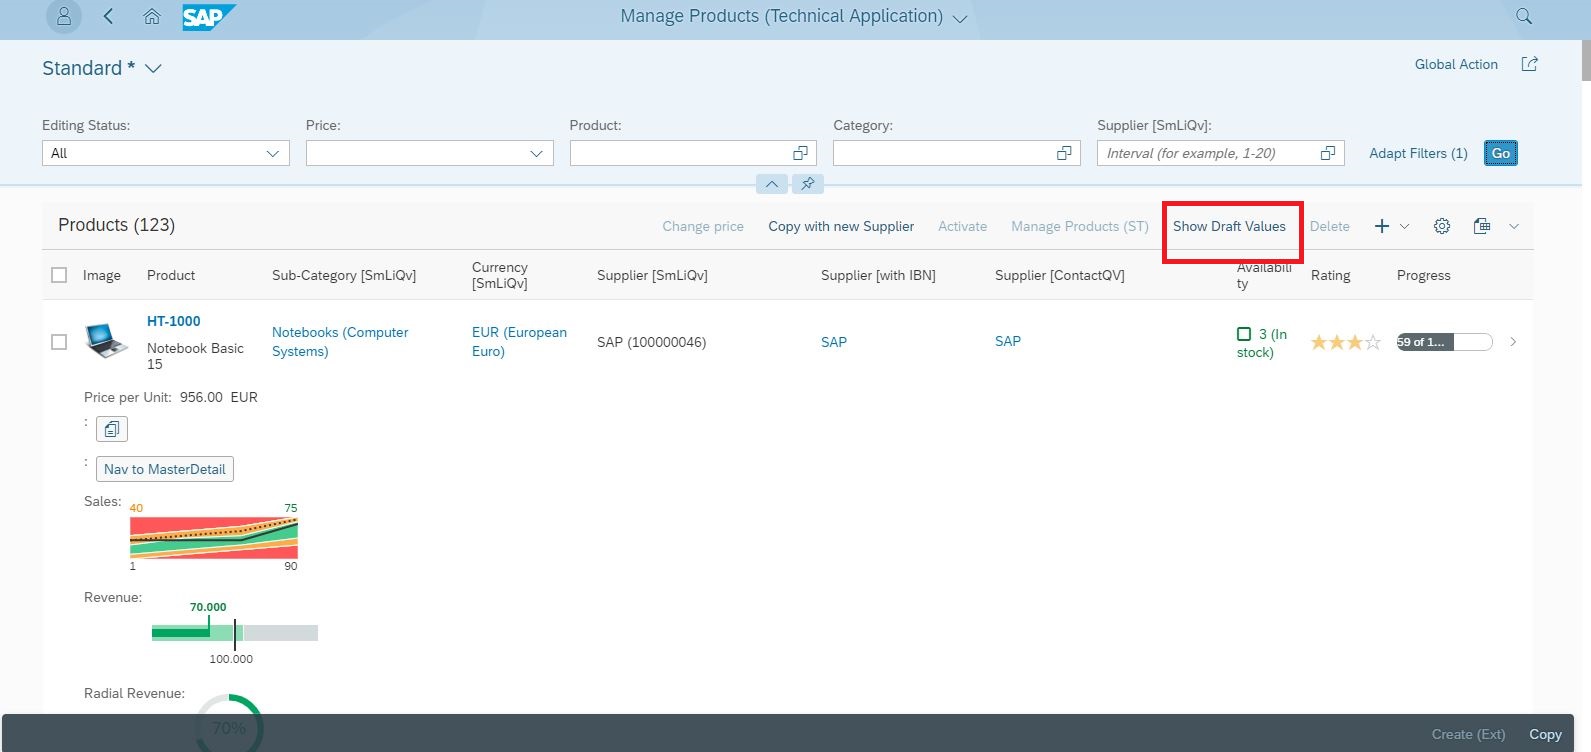 SAP
Manage Products (Technical Application)
Standard *
Global Action
Editing Status:
Price:
Product:
Category:
Supplier [SmLiQv]:
All
Interval (for example, 1-20)
Adapt Filters (1)
Go
Products (123)
Change price
Copy with new Supplier
Activate
Manage Products (ST)
Show Draft Values
Delete
Image
Product
Sub-Category [SmLiQv]
Currency
[SmLiQv]
Supplier [SmLiQv]
Supplier [with IBN]
Supplier [ContactQV]
Availabili
ty
Rating
Progress
HT-1000
Notebook Basic
15
Notebooks (Computer
Systems)
EUR (European
Euro)
SAP (100000046)
SAP
SAP
3 (In
stock)
59 of 1...
Price per Unit: 956.00 EUR
:
:
Nav to MasterDetail
Sales:
40
75
1
90
Revenue:
70.000
100.000
Radial Revenue:
70%
Create (Ext)
Copy